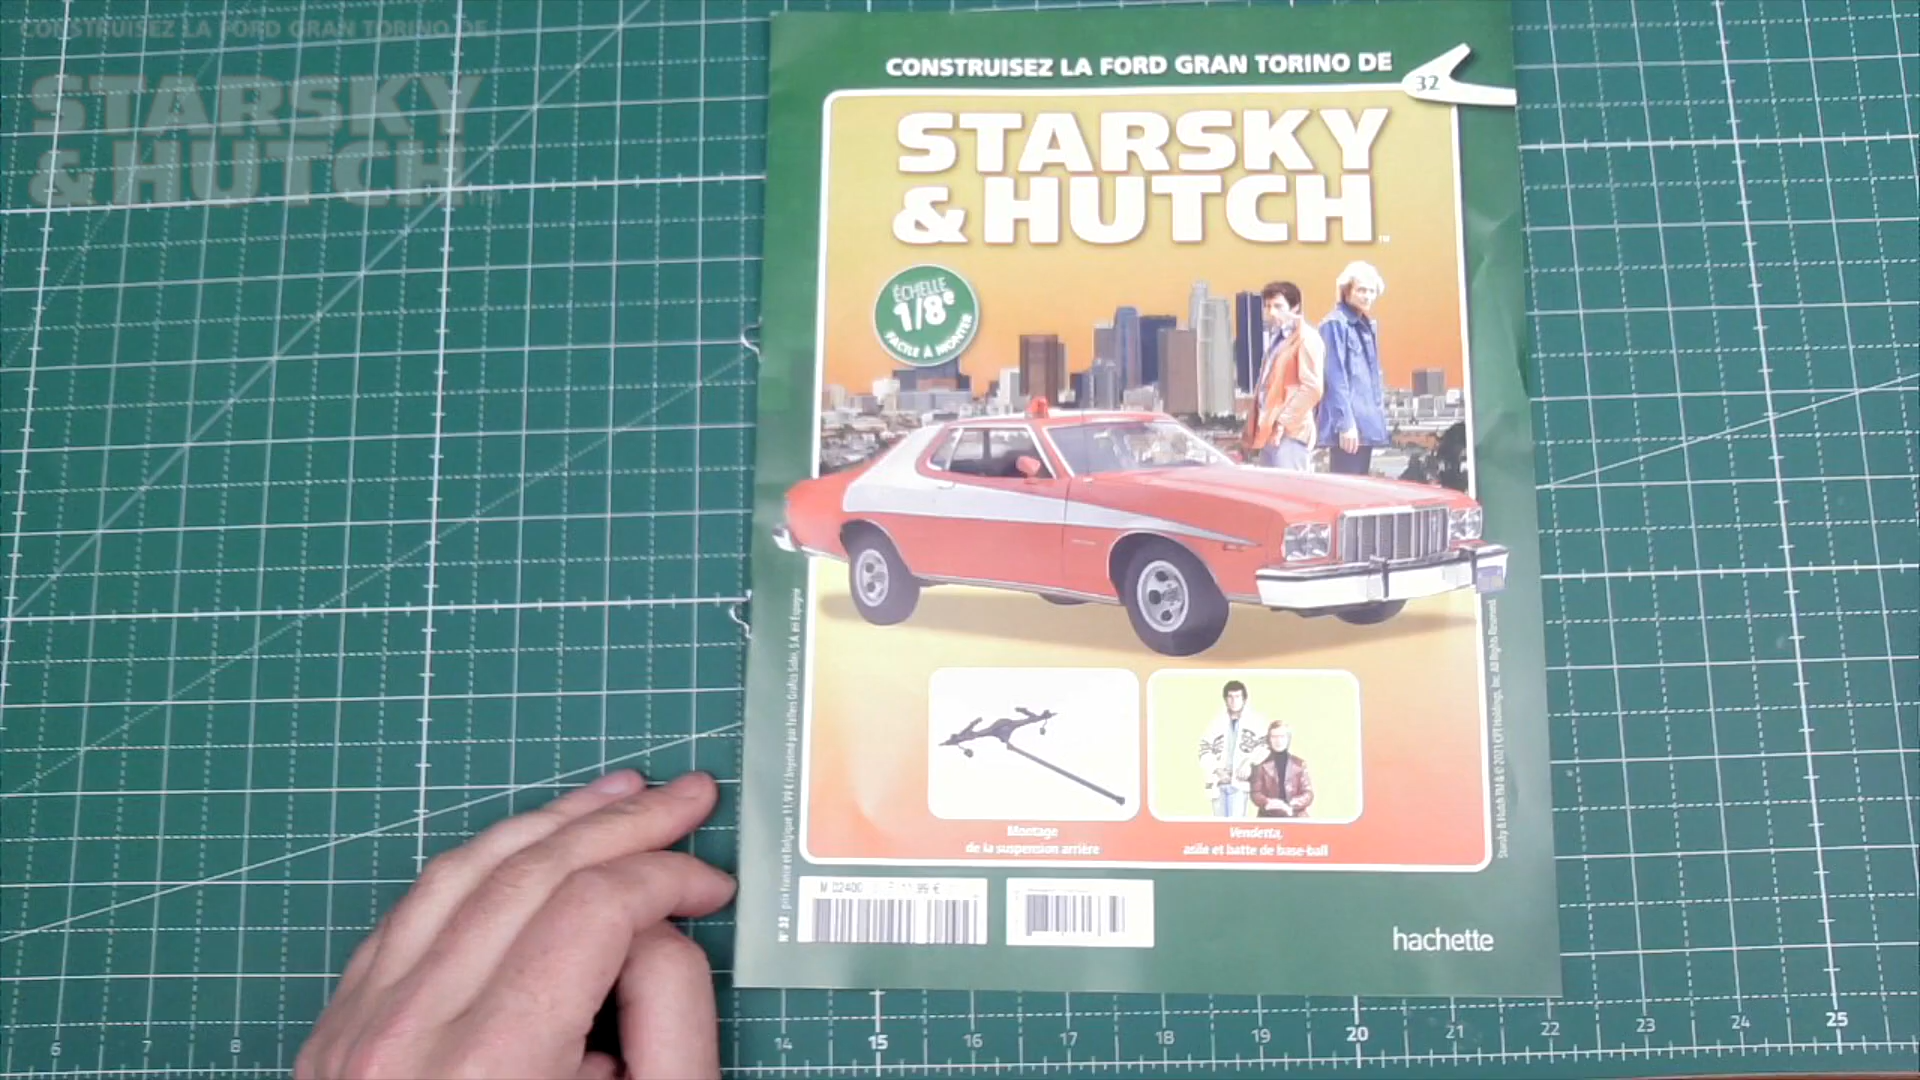 CONSTRUISEZ LA FORD GRAN TORINO DE
STARSKY
& HUTCH™
CONSTRUISEZ LA FORD GRAN TORINO DE
32
STARSKY
& HUTCH™
ÉCHELLE
1/8e
FACILE À MONTER
Montage
de la suspension arrière
Vendetta,
asile et batte de base-ball
hachette
6 7 8 14 15 16 17 18 19 20 21 22 23 24 25